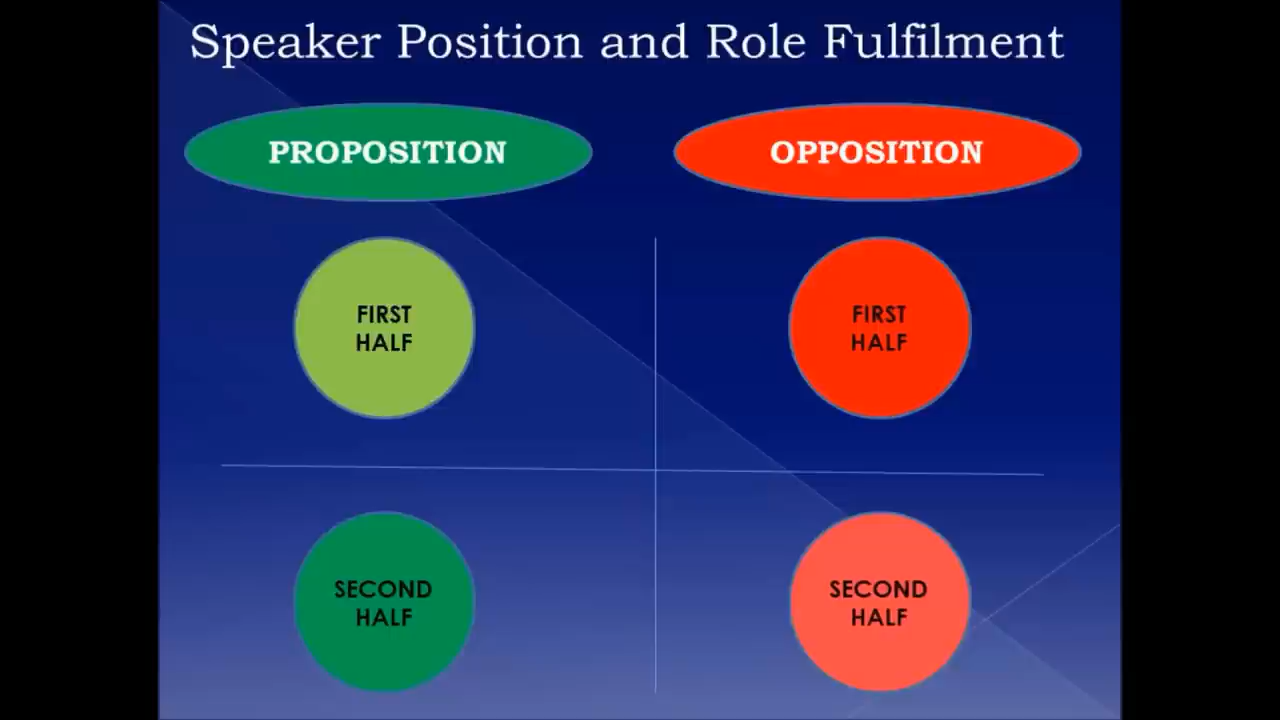 Speaker Position and Role Fulfilment
PROPOSITION
OPPOSITION
FIRST
HALF
FIRST
HALF
SECOND
HALF
SECOND
HALF